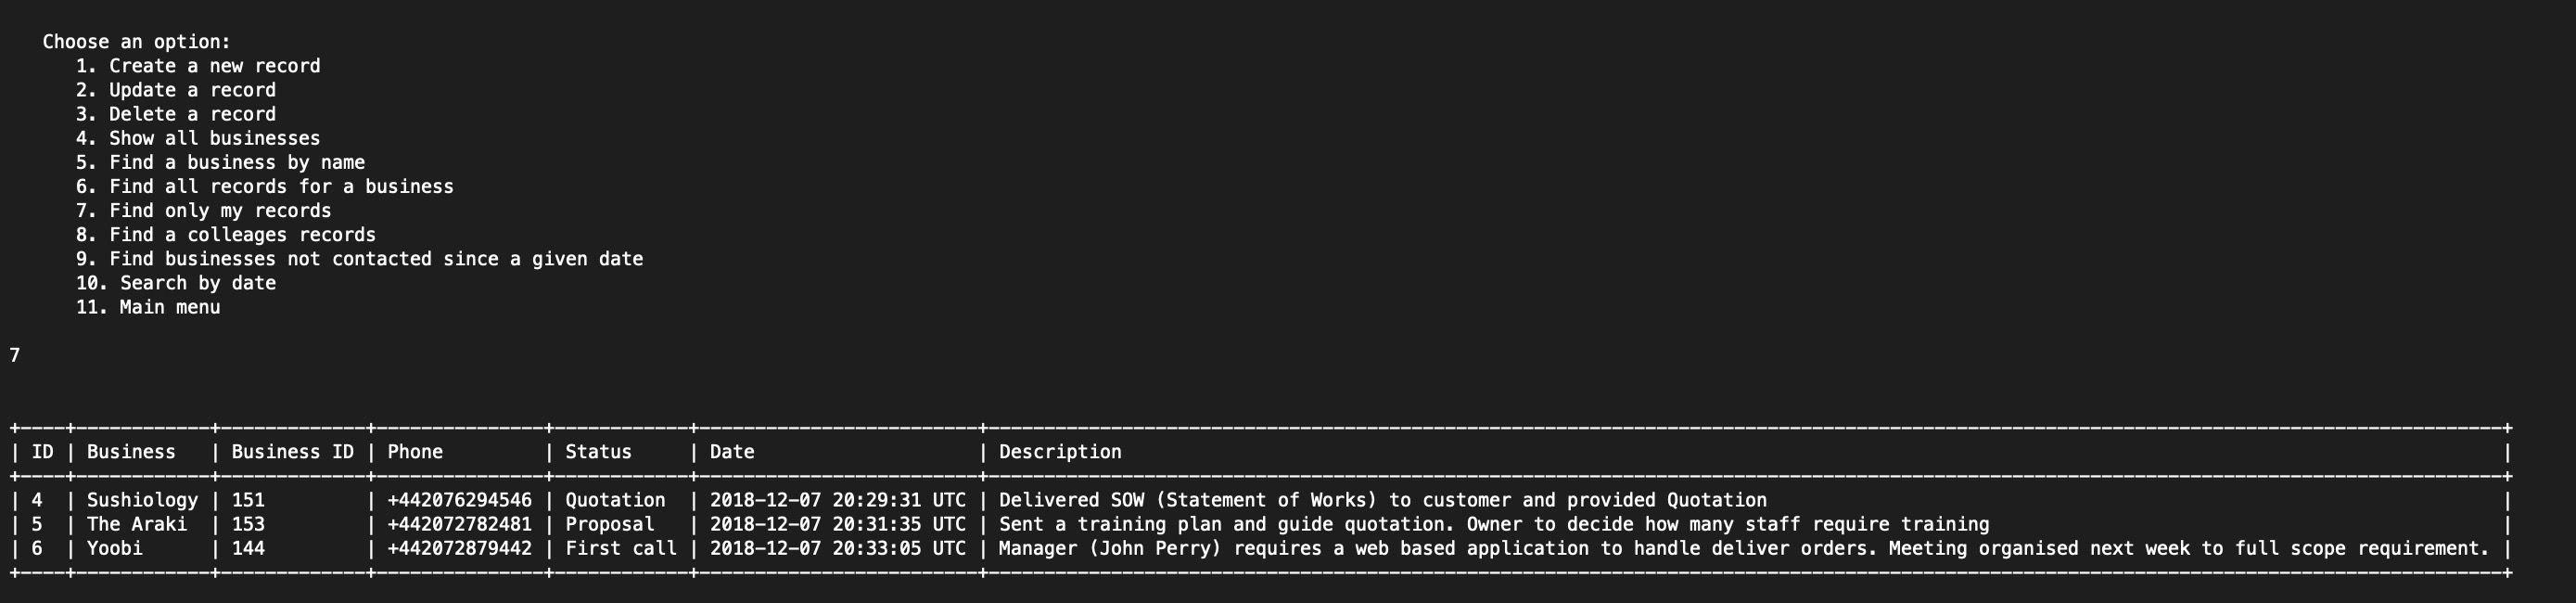 Choose an option:
1. Create a new record
2. Update a record
3. Delete a record
4. Show all businesses
5. Find a business by name
6. Find all records for a business
7. Find only my records
8. Find a colleages records
9. Find businesses not contacted since a given date
10. Search by date
11. Main menu
7
| ID | Business | Business ID | Phone | Status | Date | Description |
| 4 | Sushiology | 151 | +442076294546 | Quotation | 2018-12-07 20:29:31 UTC | Delivered SOW (Statement of Works) to customer and provided Quotation |
| 5 | The Araki | 153 | +442072782481 | Proposal | 2018-12-07 20:31:35 UTC | Sent a training plan and guide quotation. Owner to decide how many staff require training |
| 6 | Yoobi | 144 | +442072879442 | First call | 2018-12-07 20:33:05 UTC | Manager (John Perry) requires a web based application to handle deliver orders. Meeting organised next week to full scope requirement. |